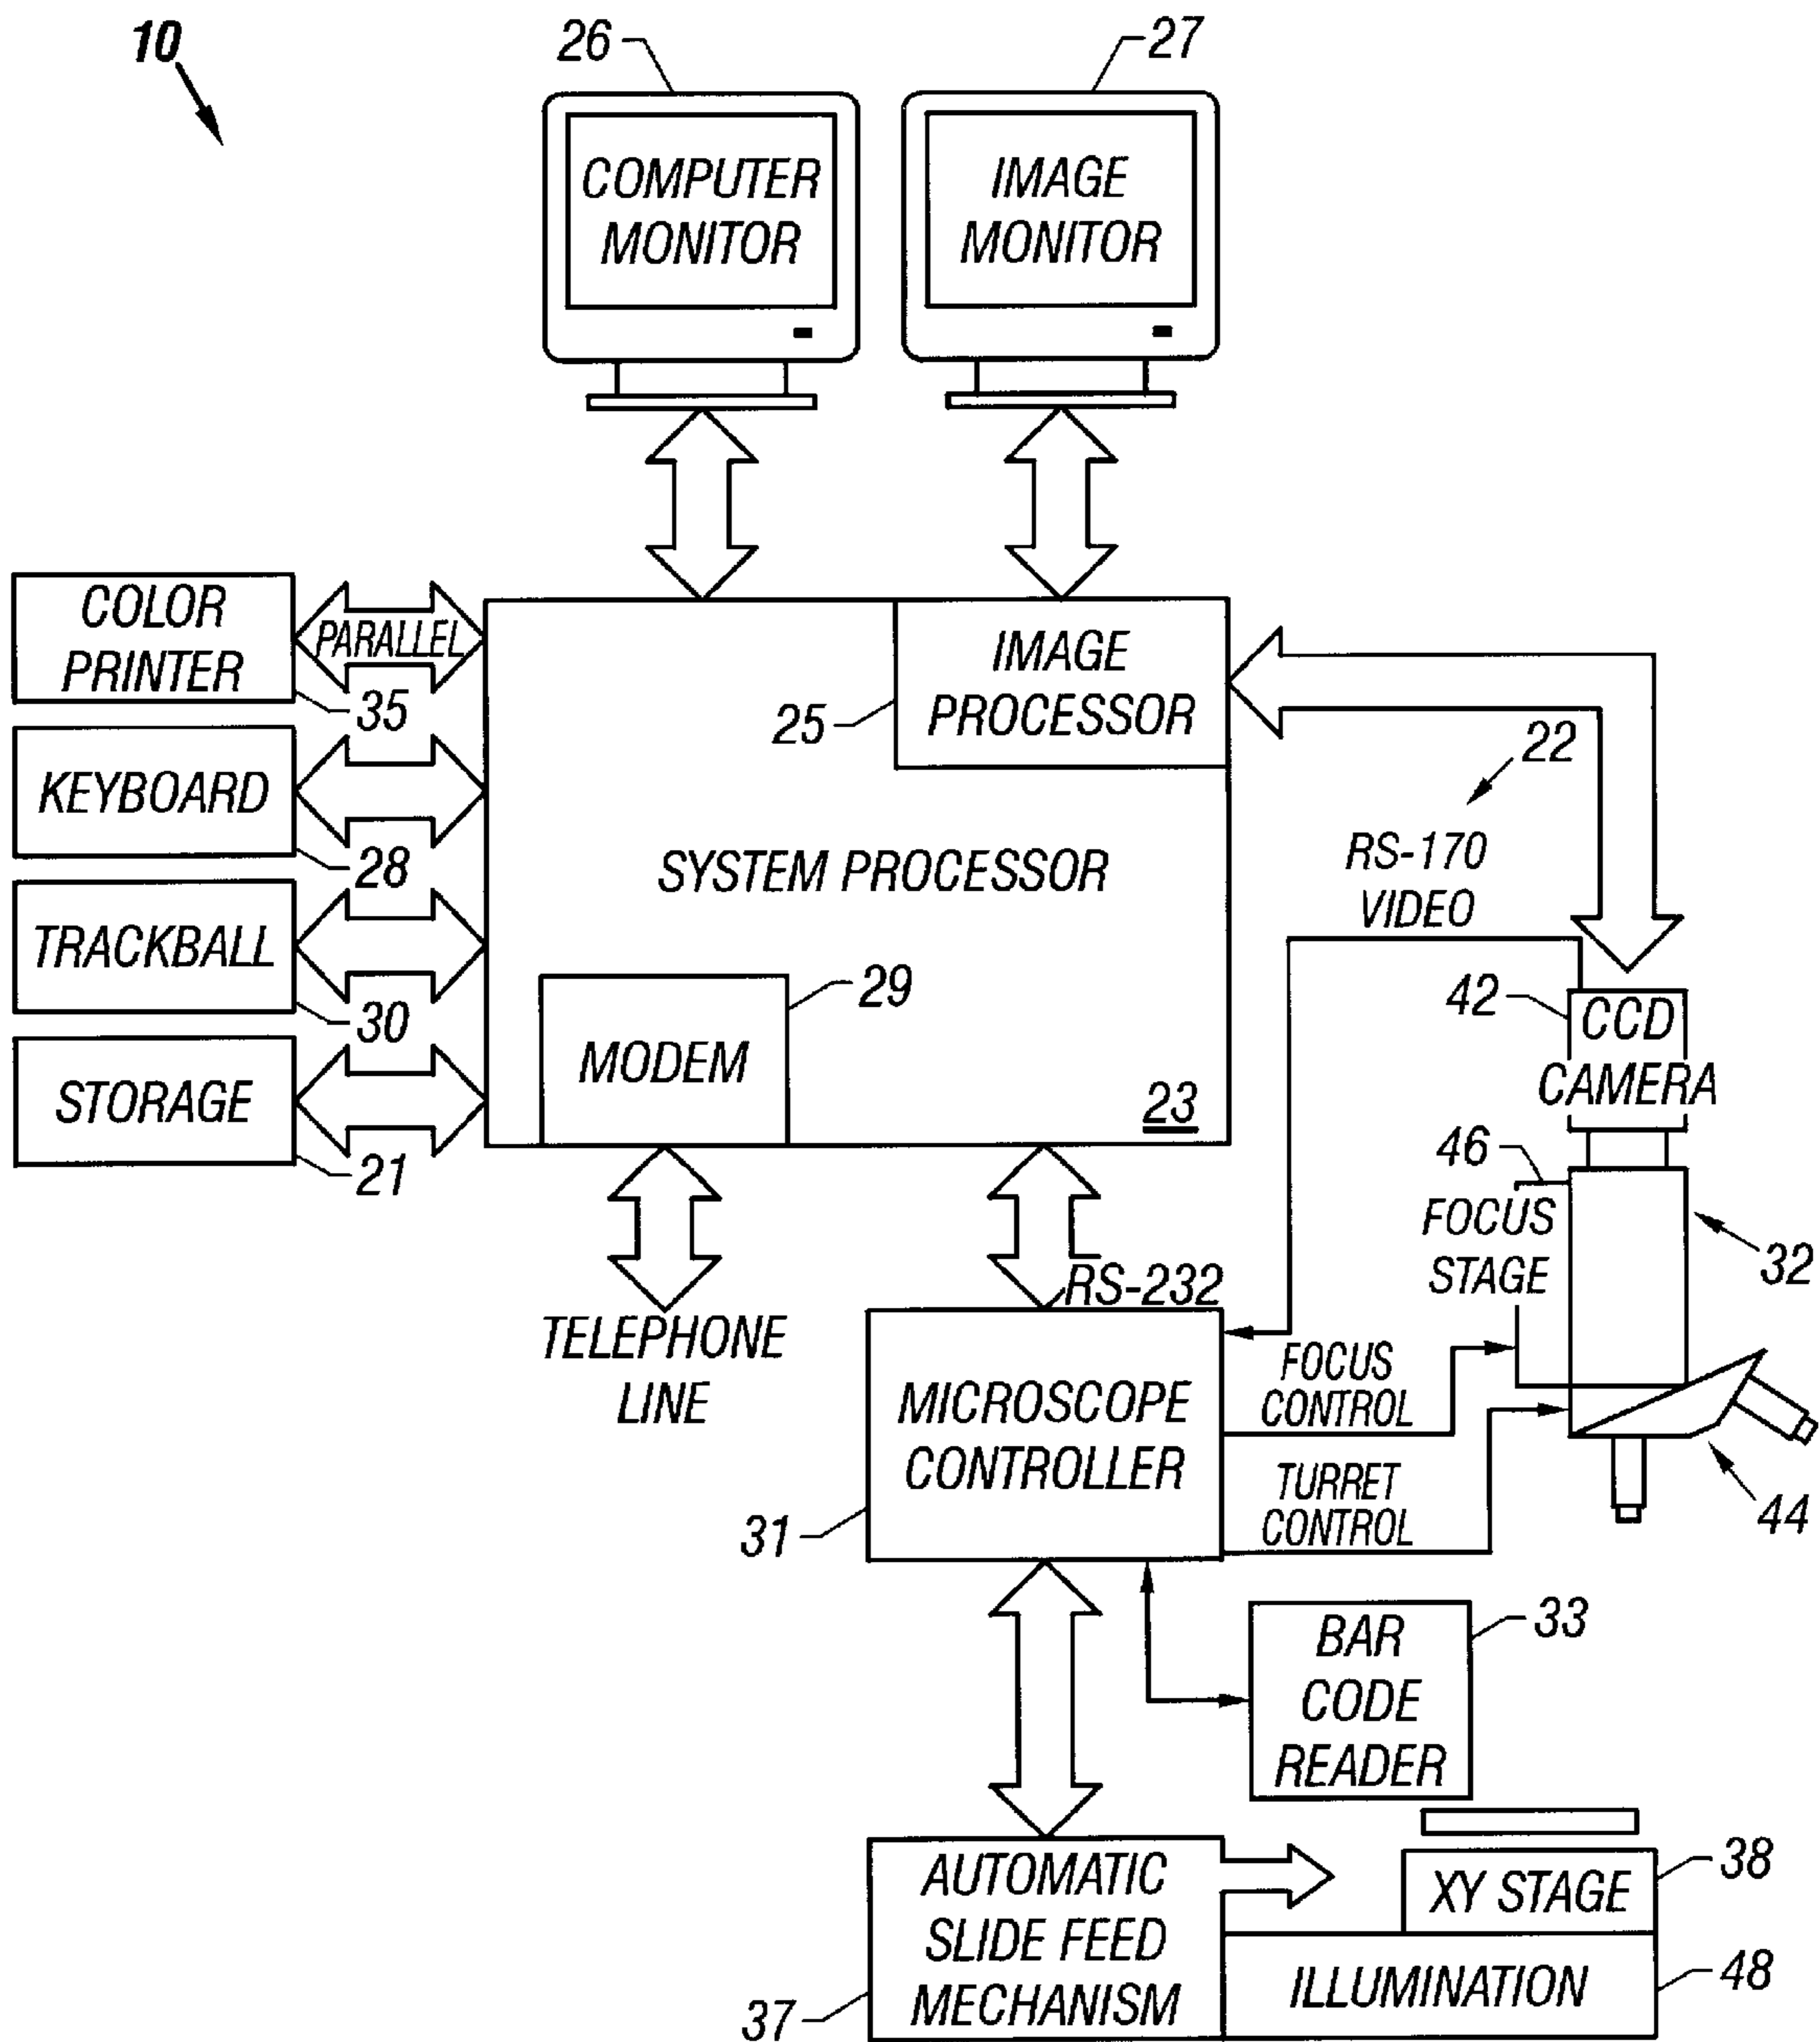 10
26
27
COMPUTER
MONITOR
IMAGE
MONITOR
COLOR
PRINTER
PARALLEL
35
KEYBOARD
28
TRACKBALL
30
STORAGE
21
IMAGE
PROCESSOR
25
SYSTEM PROCESSOR
MODEM
29
23
22
RS-170
VIDEO
42
CCD
CAMERA
46
FOCUS
STAGE
32
44
TELEPHONE
LINE
RS-232
MICROSCOPE
CONTROLLER
31
FOCUS
CONTROL
TURRET
CONTROL
BAR
CODE
READER
33
AUTOMATIC
SLIDE FEED
MECHANISM
37
XY STAGE
38
ILLUMINATION
48